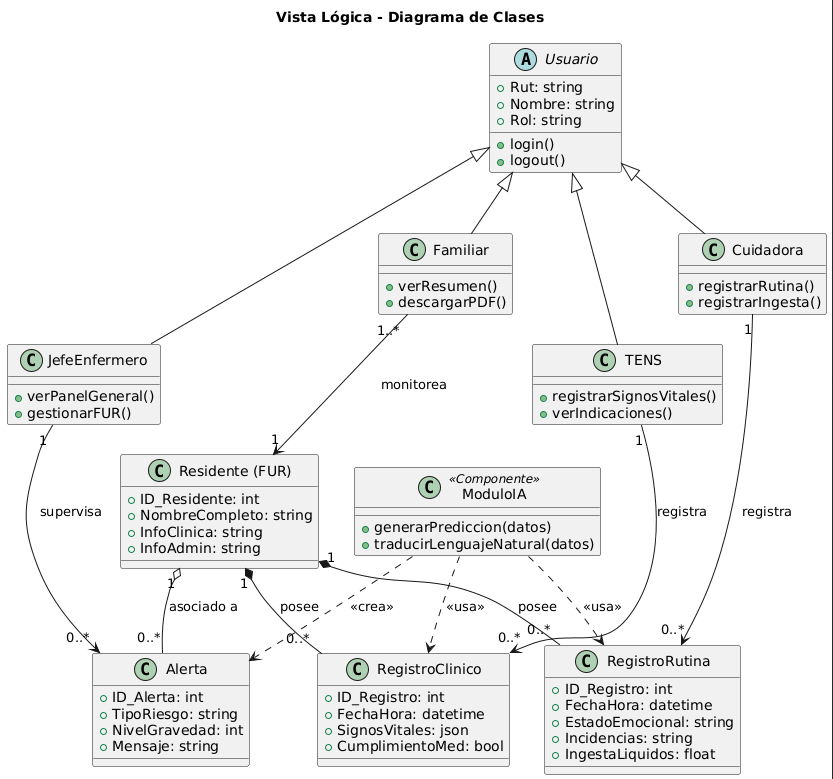 Vista Lógica - Diagrama de Clases
A Usuario
Rut: string
Nombre: string
Rol: string
login()
logout()
C Familiar
verResumen()
descargarPDF()
C Cuidadora
registrarRutina()
registrarIngesta()
1..*
1
C JefeEnfermero
verPanelGeneral()
gestionarFUR()
C TENS
registrarSignosVitales()
verIndicaciones()
monitorea
1
1
1
C Residente (FUR)
ID_Residente: int
NombreCompleto: string
InfoClinica: string
InfoAdmin: string
«Componente»
C ModuloIA
generarPrediccion(datos)
traducirLenguajeNatural(datos)
supervisa
registra
registra
1
1
1
asociado a
posee
«crea»
«usa»
posee
«usa»
0..*
0..*
0..*
0..*
0..*
0..*
C Alerta
ID_Alerta: int
TipoRiesgo: string
NivelGravedad: int
Mensaje: string
C RegistroClinico
ID_Registro: int
FechaHora: datetime
SignosVitales: json
CumplimientoMed: bool
C RegistroRutina
ID_Registro: int
FechaHora: datetime
EstadoEmocional: string
Incidencias: string
IngestaLiquidos: float